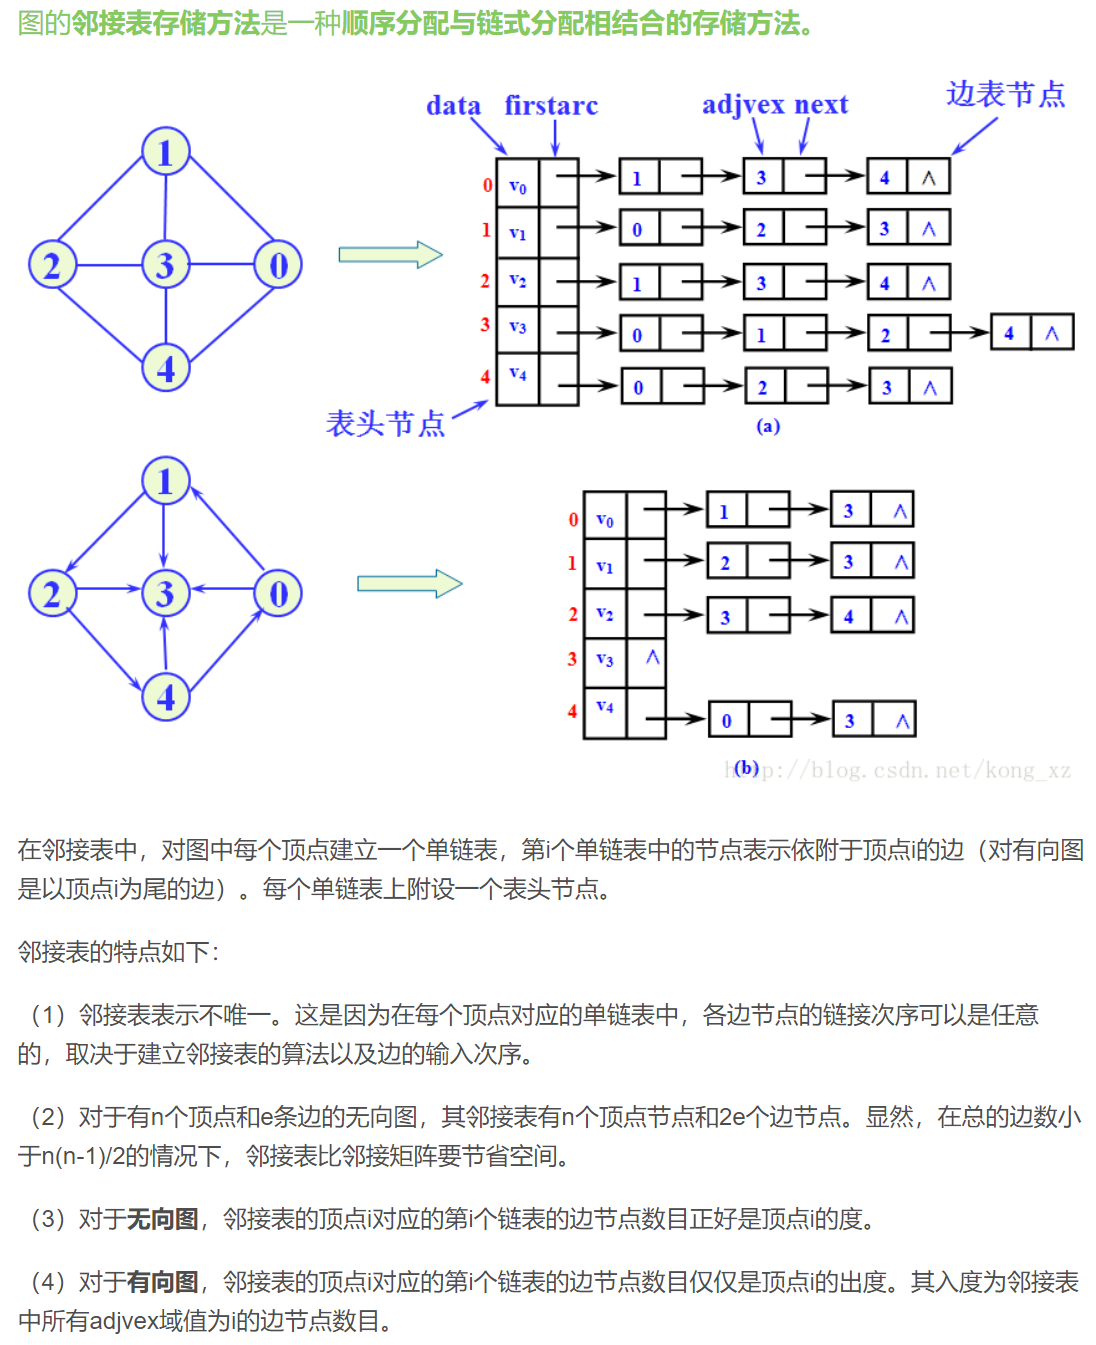 图的邻接表存储方法是一种顺序分配与链式分配相结合的存储方法。
data firstarc adjvex next 边表节点
1
2 3 0
4
0 v0 1 3 4 ∧
1 v1 0 2 3 ∧
2 v2 1 3 4 ∧
3 v3 0 1 2 4 ∧
4 v4 0 2 3 ∧
表头节点
(a)
1
2 3 0
4
0 v0 1 3 ∧
1 v1 2 3 ∧
2 v2 3 4 ∧
3 v3 ∧
4 v4 0 3 ∧
(b)
http://blog.csdn.net/kong_xz
在邻接表中，对图中每个顶点建立一个单链表，第i个单链表中的节点表示依附于顶点i的边（对有向图
是以顶点i为尾的边）。每个单链表上附设一个表头节点。
邻接表的特点如下：
（1）邻接表表示不唯一。这是因为在每个顶点对应的单链表中，各边节点的链接次序可以是任意
的，取决于建立邻接表的算法以及边的输入次序。
（2）对于有n个顶点和e条边的无向图，其邻接表有n个顶点节点和2e个边节点。显然，在总的边数小
于n(n-1)/2的情况下，邻接表比邻接矩阵要节省空间。
（3）对于无向图，邻接表的顶点i对应的第i个链表的边节点数目正好是顶点i的度。
（4）对于有向图，邻接表的顶点i对应的第i个链表的边节点数目仅仅是顶点i的出度。其入度为邻接表
中所有adjvex域值为i的边节点数目。